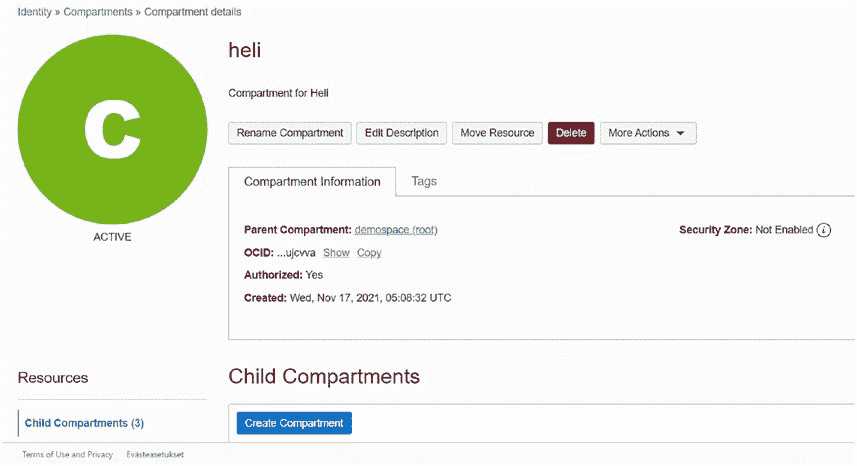 Identity » Compartments » Compartment details
C
ACTIVE
heli
Compartment for Heli
Rename Compartment Edit Description Move Resource Delete More Actions
Compartment Information Tags
Parent Compartment: demospace (root) Security Zone: Not Enabled i
OCID: ...ujcvva Show Copy
Authorized: Yes
Created: Wed, Nov 17, 2021, 05:08:32 UTC
Resources
Child Compartments (3)
Child Compartments
Create Compartment
Terms of Use and Privacy Evästeasetukset